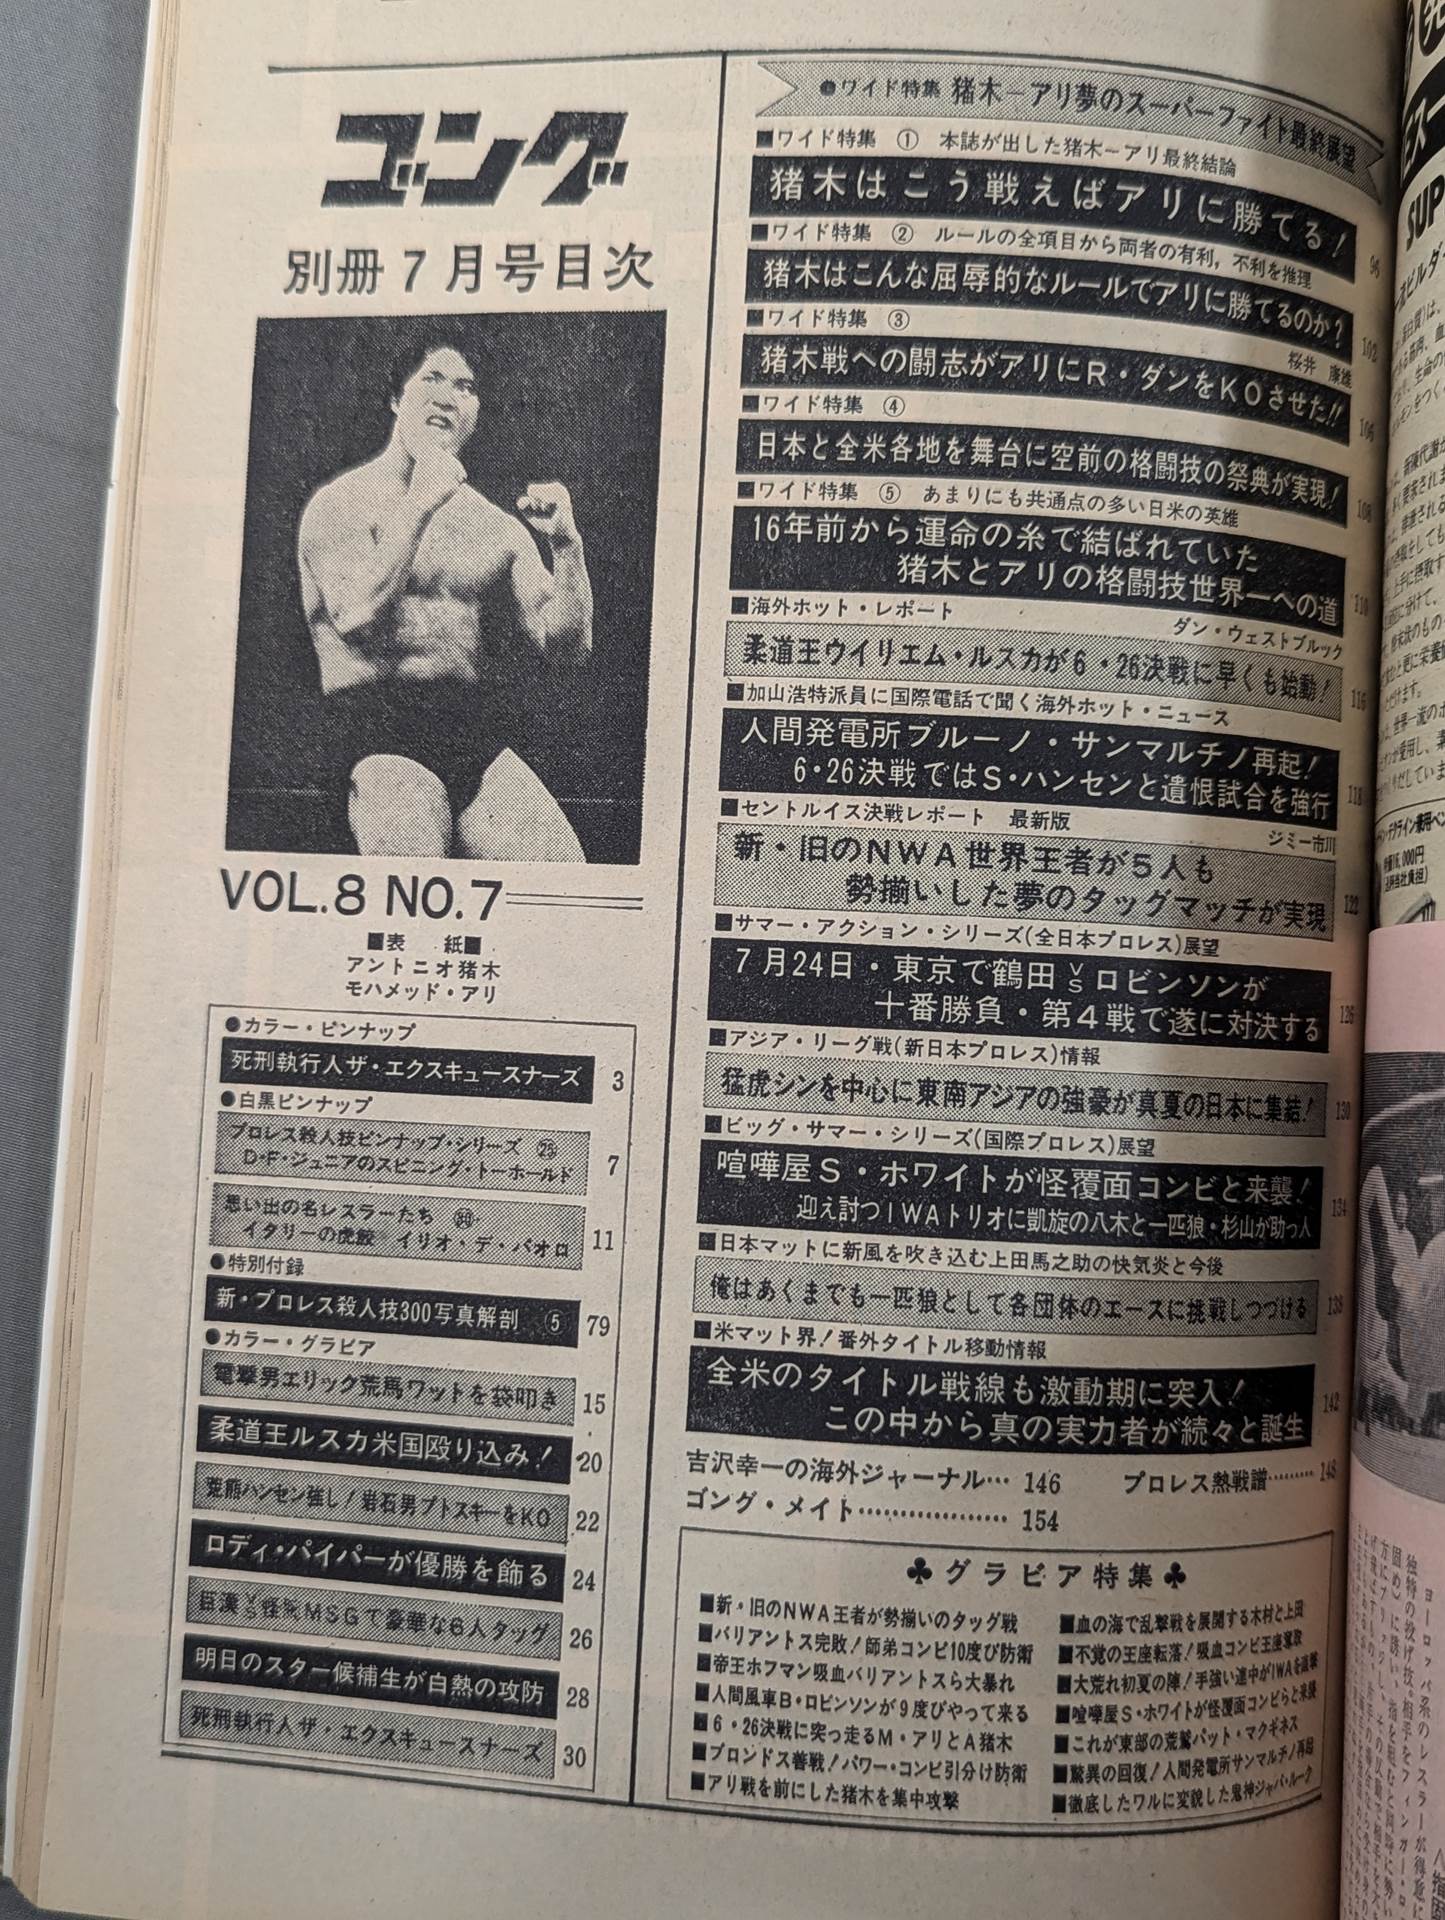 ゴング
別冊7月号目次
VOL.8 NO.7
■表 紙■
アントニオ猪木
モハメッド・アリ
●カラー・ピンナップ
死刑執行人ザ・エクスキュースナーズ 3
●白黒ピンナップ
プロレス殺人技ピンナップ・シリーズ ㉕
D・F・ジュニアのスピニング・トーホールド 7
思い出の名レスラーたち
イタリーの虎鮫 イリオ・デ・パオロ 11
●特別付録
新・プロレス殺人技300写真解剖 ⑤ 79
●カラー・グラビア
電撃男エリック荒馬ワットを袋叩き 15
柔道王ルスカ米国殴り込み! 20
荒熊ハンセン強し!岩石男プトスキーをKO 22
ロディ・パイパーが優勝を飾る 24
巨漢VS怪奇MSGで豪華な6人タッグ 26
明日のスター候補生が白熱の攻防 28
死刑執行人ザ・エクスキュースナーズ 30
●ワイド特集 猪木−アリ夢のスーパーファイト最終展望
■ワイド特集 ① 本誌が出した猪木−アリ最終結論
猪木はこう戦えばアリに勝てる! 96
■ワイド特集 ② ルールの全項目から両者の有利,不利を推理
猪木はこんな屈辱的なルールでアリに勝てるのか? 102
■ワイド特集 ③ 桜井 康雄
猪木戦への闘志がアリにR・ダンをKOさせた!! 106
■ワイド特集 ④
日本と全米各地を舞台に空前の格闘技の祭典が実現! 108
■ワイド特集 ⑤ あまりにも共通点の多い日米の英雄
16年前から運命の糸で結ばれていた
猪木とアリの格闘技世界一への道 110
■海外ホット・レポート ダン・ウェストブルック
柔道王ウイリエム・ルスカが6・26決戦に早くも始動! 116
■加山浩特派員に国際電話で聞く海外ホット・ニュース
人間発電所ブルーノ・サンマルチノ再起!
6・26決戦ではS・ハンセンと遺恨試合を強行 118
■セントルイス決戦レポート 最新版 ジミー市川
新・旧のNWA世界王者が5人も
勢揃いした夢のタッグマッチが実現 122
■サマー・アクション・シリーズ(全日本プロレス)展望
7月24日・東京で鶴田VSロビンソンが
十番勝負・第4戦で遂に対決する 126
■アジア・リーグ戦(新日本プロレス)情報
猛虎シンを中心に東南アジアの強豪が真夏の日本に集結! 130
■ビッグ・サマー・シリーズ(国際プロレス)展望
喧嘩屋S・ホワイトが怪覆面コンビと来襲!
迎え討つIWAトリオに凱旋の八木と一匹狼・杉山が助っ人 134
■日本マットに新風を吹き込む上田馬之助の快気炎と今後
俺はあくまでも一匹狼として各団体のエースに挑戦しつづける 138
■米マット界!番外タイトル移動情報
全米のタイトル戦線も激動期に突入!
この中から真の実力者が続々と誕生 142
吉沢幸一の海外ジャーナル… 146 プロレス熱戦譜……… 148
ゴング・メイト……………… 154
♣グラビア特集♣
■新・旧のNWA王者が勢揃いのタッグ戦
■バリアントス完敗!師弟コンビ10度び防衛
■帝王ホフマン吸血バリアントスら大暴れ
■人間風車B・ロビンソンが9度びやって来る
■6・26決戦に突っ走るM・アリとA猪木
■ブロンドス善戦!パワー・コンビ引分け防衛
■アリ戦を前にした猪木を集中攻撃
■血の海で乱撃戦を展開する木村と上田
■不覚の王座転落!吸血コンビ王座奪取
■大荒れ初夏の陣!手強い連中がIWAを直撃
■喧嘩屋S・ホワイトが怪覆面コンビらと来襲
■これが東部の荒鷲パット・マクギネス
■驚異の回復!人間発電所サンマルチノ再起
■徹底したワルに変貌した鬼神ジャバ・ルーク
SUP